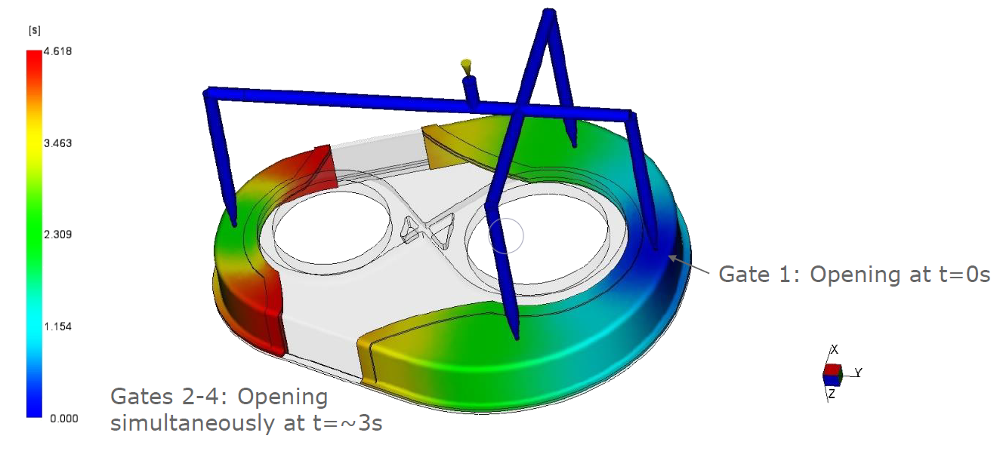 [s]
4.618
3.463
2.309
1.154
0.000
Gate 1: Opening at t=0s
Gates 2-4: Opening
simultaneously at t=~3s
X
Y
Z